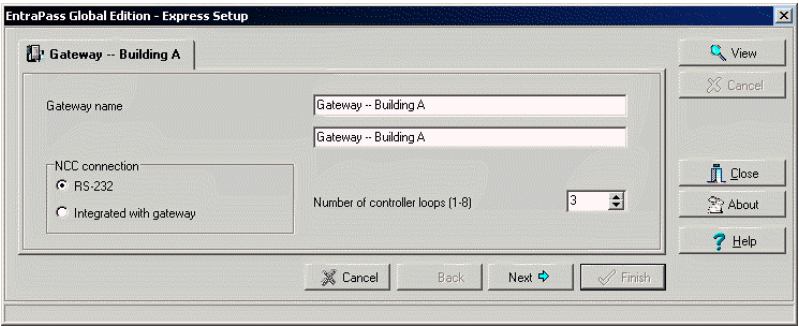 EntraPass Global Edition - Express Setup
Gateway -- Building A
View
Cancel
Gateway name
Gateway -- Building A
Gateway -- Building A
NCC connection
RS-232
Integrated with gateway
Number of controller loops (1-8)
3
Close
About
Help
Cancel
Back
Next
Finish